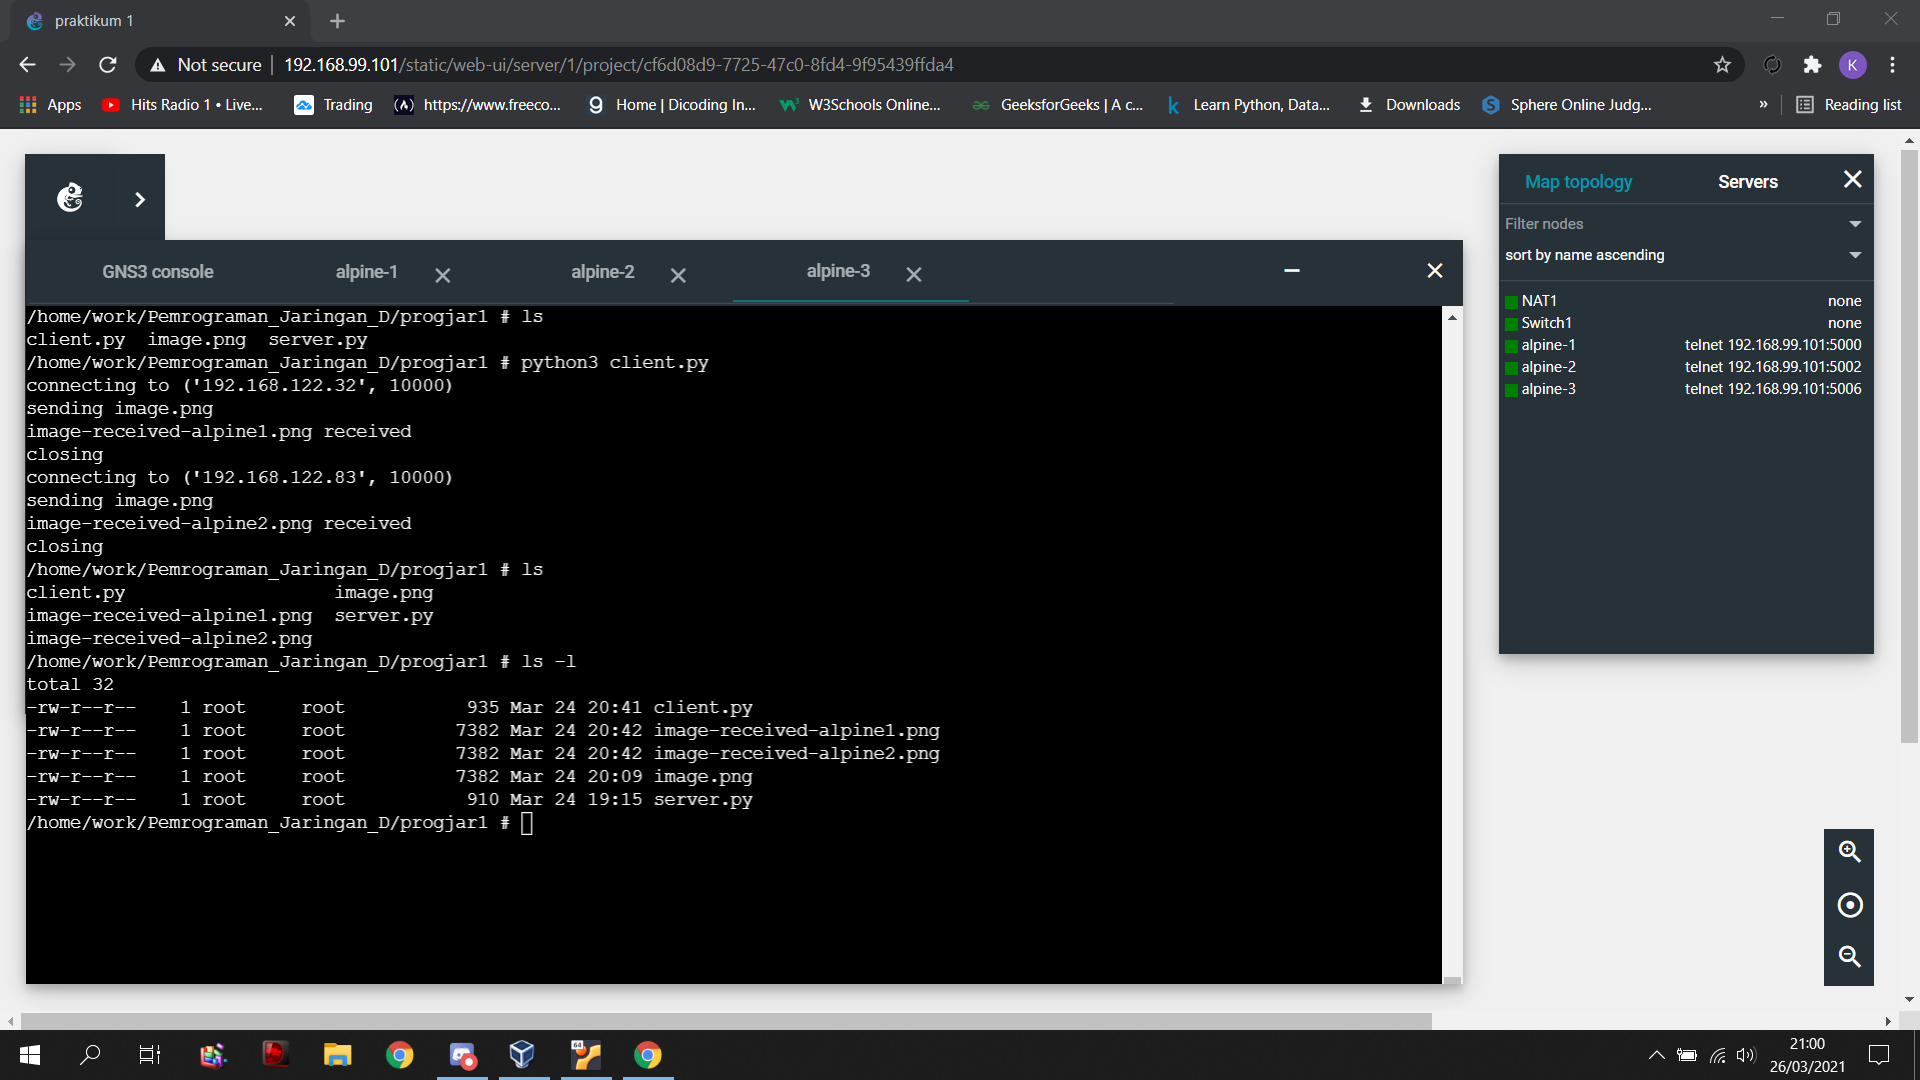 praktikum 1
Not secure
192.168.99.101/static/web-ui/server/1/project/cf6d08d9-7725-47c0-8fd4-9f95439ffda4
K
Apps
Hits Radio 1 • Live...
Trading
https://www.freeco...
Home | Dicoding In...
W3Schools Online...
GeeksforGeeks | A c...
Learn Python, Data...
Downloads
Sphere Online Judg...
»
Reading list
GNS3 console
alpine-1
alpine-2
alpine-3
/home/work/Pemrograman_Jaringan_D/progjar1 # ls
client.py  image.png  server.py
/home/work/Pemrograman_Jaringan_D/progjar1 # python3 client.py
connecting to ('192.168.122.32', 10000)
sending image.png
image-received-alpine1.png received
closing
connecting to ('192.168.122.83', 10000)
sending image.png
image-received-alpine2.png received
closing
/home/work/Pemrograman_Jaringan_D/progjar1 # ls
client.py                   image.png
image-received-alpine1.png  server.py
image-received-alpine2.png
/home/work/Pemrograman_Jaringan_D/progjar1 # ls -l
total 32
-rw-r--r--    1 root     root           935 Mar 24 20:41 client.py
-rw-r--r--    1 root     root          7382 Mar 24 20:42 image-received-alpine1.png
-rw-r--r--    1 root     root          7382 Mar 24 20:42 image-received-alpine2.png
-rw-r--r--    1 root     root          7382 Mar 24 20:09 image.png
-rw-r--r--    1 root     root           910 Mar 24 19:15 server.py
/home/work/Pemrograman_Jaringan_D/progjar1 #
Map topology
Servers
Filter nodes
sort by name ascending
NAT1 none
Switch1 none
alpine-1 telnet 192.168.99.101:5000
alpine-2 telnet 192.168.99.101:5002
alpine-3 telnet 192.168.99.101:5006
64
21:00
26/03/2021